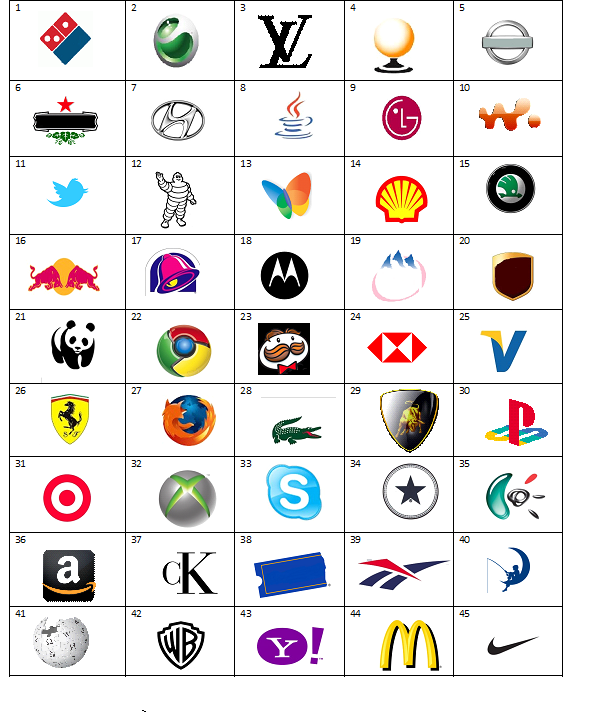 1 2 3 4 5
LV
6 7 8 9 10
LG
11 12 13 14 15
16 17 18 19 20
21 22 23 24 25
V
26 27 28 29 30
S F
P S
31 32 33 34 35
S
36 37 38 39 40
a CK
41 42 43 44 45
W WB Y! M